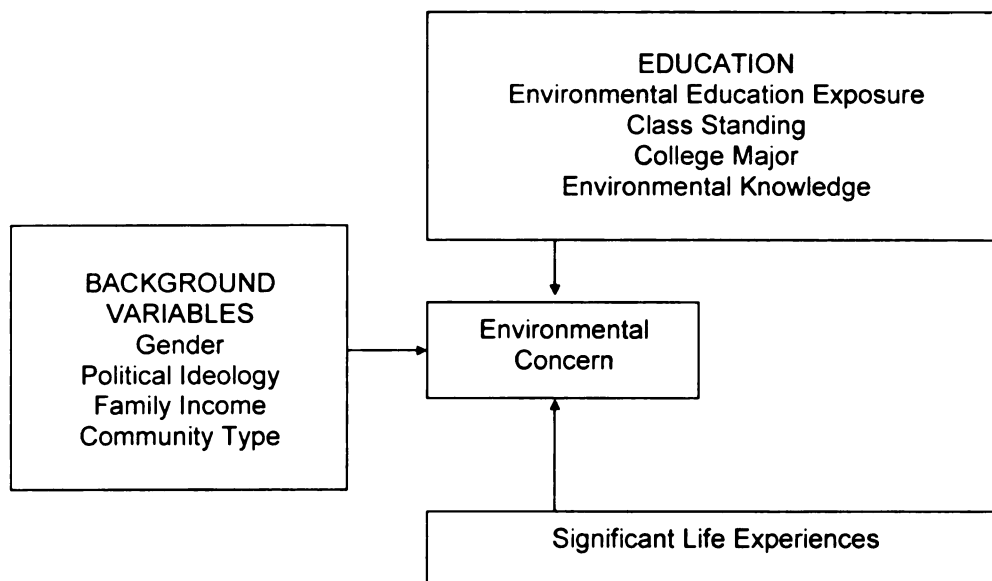 EDUCATION
Environmental Education Exposure
Class Standing
College Major
Environmental Knowledge
BACKGROUND
VARIABLES
Gender
Political Ideology
Family Income
Community Type
Environmental
Concern
Significant Life Experiences